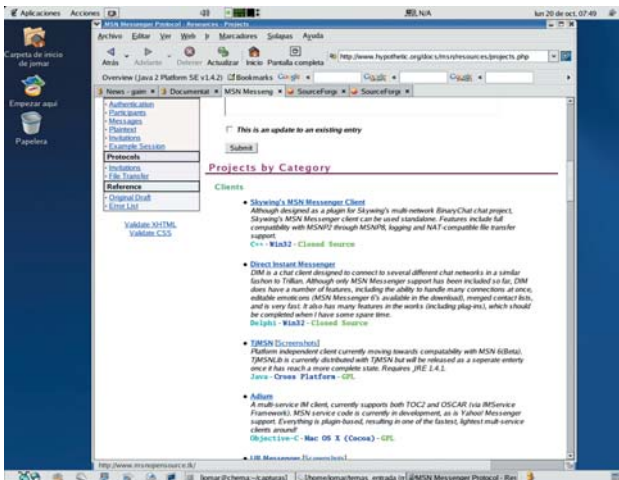 Aplicaciones Acciones N/A lun 20 de oct, 07:49
MSN Messenger Protocol - Resources - Projects
Carpeta de inicio
de jomar
Empezar aquí
Papelera
Archivo Editar Ver Web Ir Marcadores Solapas Ayuda
Atrás Adelante Detener Actualizar Inicio Pantalla completa http://www.hypothetic.org/docs/msn/resources/projects.php
Overview (Java 2 Platform SE v1.4.2) Bookmarks Google
News - gaim Documentat MSN Messeng SourceForge SourceForge
Authentication
Participants
Messages
Plaintext
Invitations
Example Session
Protocols
Invitations
File Transfer
Reference
Original Draft
Error List
Validate XHTML
Validate CSS
This is an update to an existing entry
Submit
Projects by Category
Clients
Skywing's MSN Messenger Client
Although designed as a plugin for Skywing's multi-network BinaryChat chat project,
Skywing's MSN Messenger client can be used standalone. Features include full
compatibility with MSNP2 through MSNP8, logging and NAT-compatible file transfer
support.
C++ - Win32 - Closed Source
Direct Instant Messenger
DIM is a chat client designed to connect to several different chat networks in a similar
fashion to Trillian. Although only MSN Messenger support has been included so far, DIM
does have a number of features, including the ability to handle many connections at once,
editable emoticons (MSN Messenger 6's available in the download), merged contact lists,
and is very fast. It also has many features in the works (including plug-ins), which should
be completed when I have some spare time.
Delphi - Win32 - Closed Source
TjMSN [Screenshots]
Platform independent client currently moving towards compatability with MSN 6(Beta).
TjMSNLib is currently distributed with TjMSN but will be released as a seperate enterty
once it has reach a more complete state. Requires JRE 1.4.1.
Java - Cross Platform - GPL
Adium
A multi-service IM client, currently supports both TOC2 and OSCAR (via IMService
Framework). MSN service code is currently in development, as is Yahoo! Messenger
support. Everything is plugin-based, resulting in one of the fastest, lightest mult-service
clients around!
Objective-C - Mac OS X (Cocoa) - GPL
http://www.msnopensource.tk/
MSN Messenger Protocol - Res